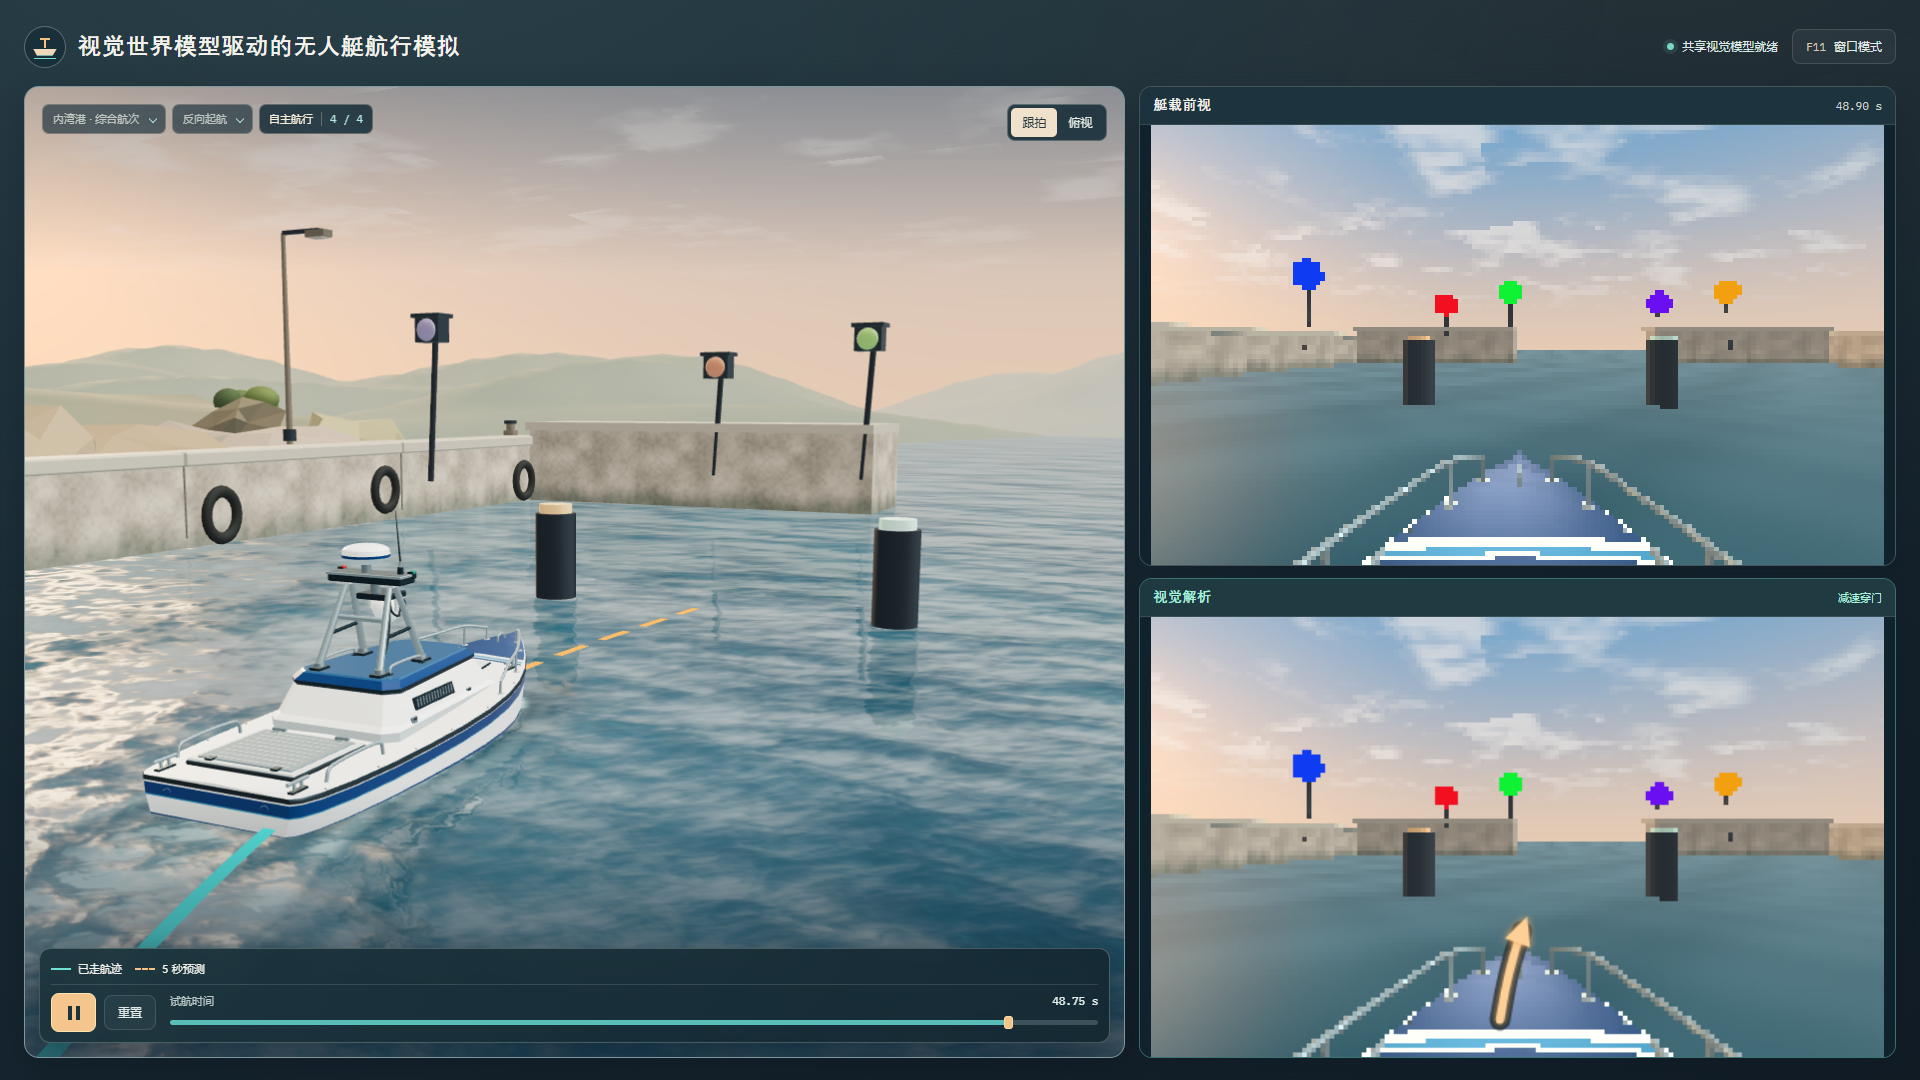 视觉世界模型驱动的无人艇航行模拟
共享视觉模型就绪
F11 窗口模式
内湾港 · 综合航次
反向起航
自主航行 4 / 4
跟拍
俯视
已走航迹
5 秒预测
重置
试航时间
48.75 s
艇载前视
48.90 s
视觉解析
减速穿门